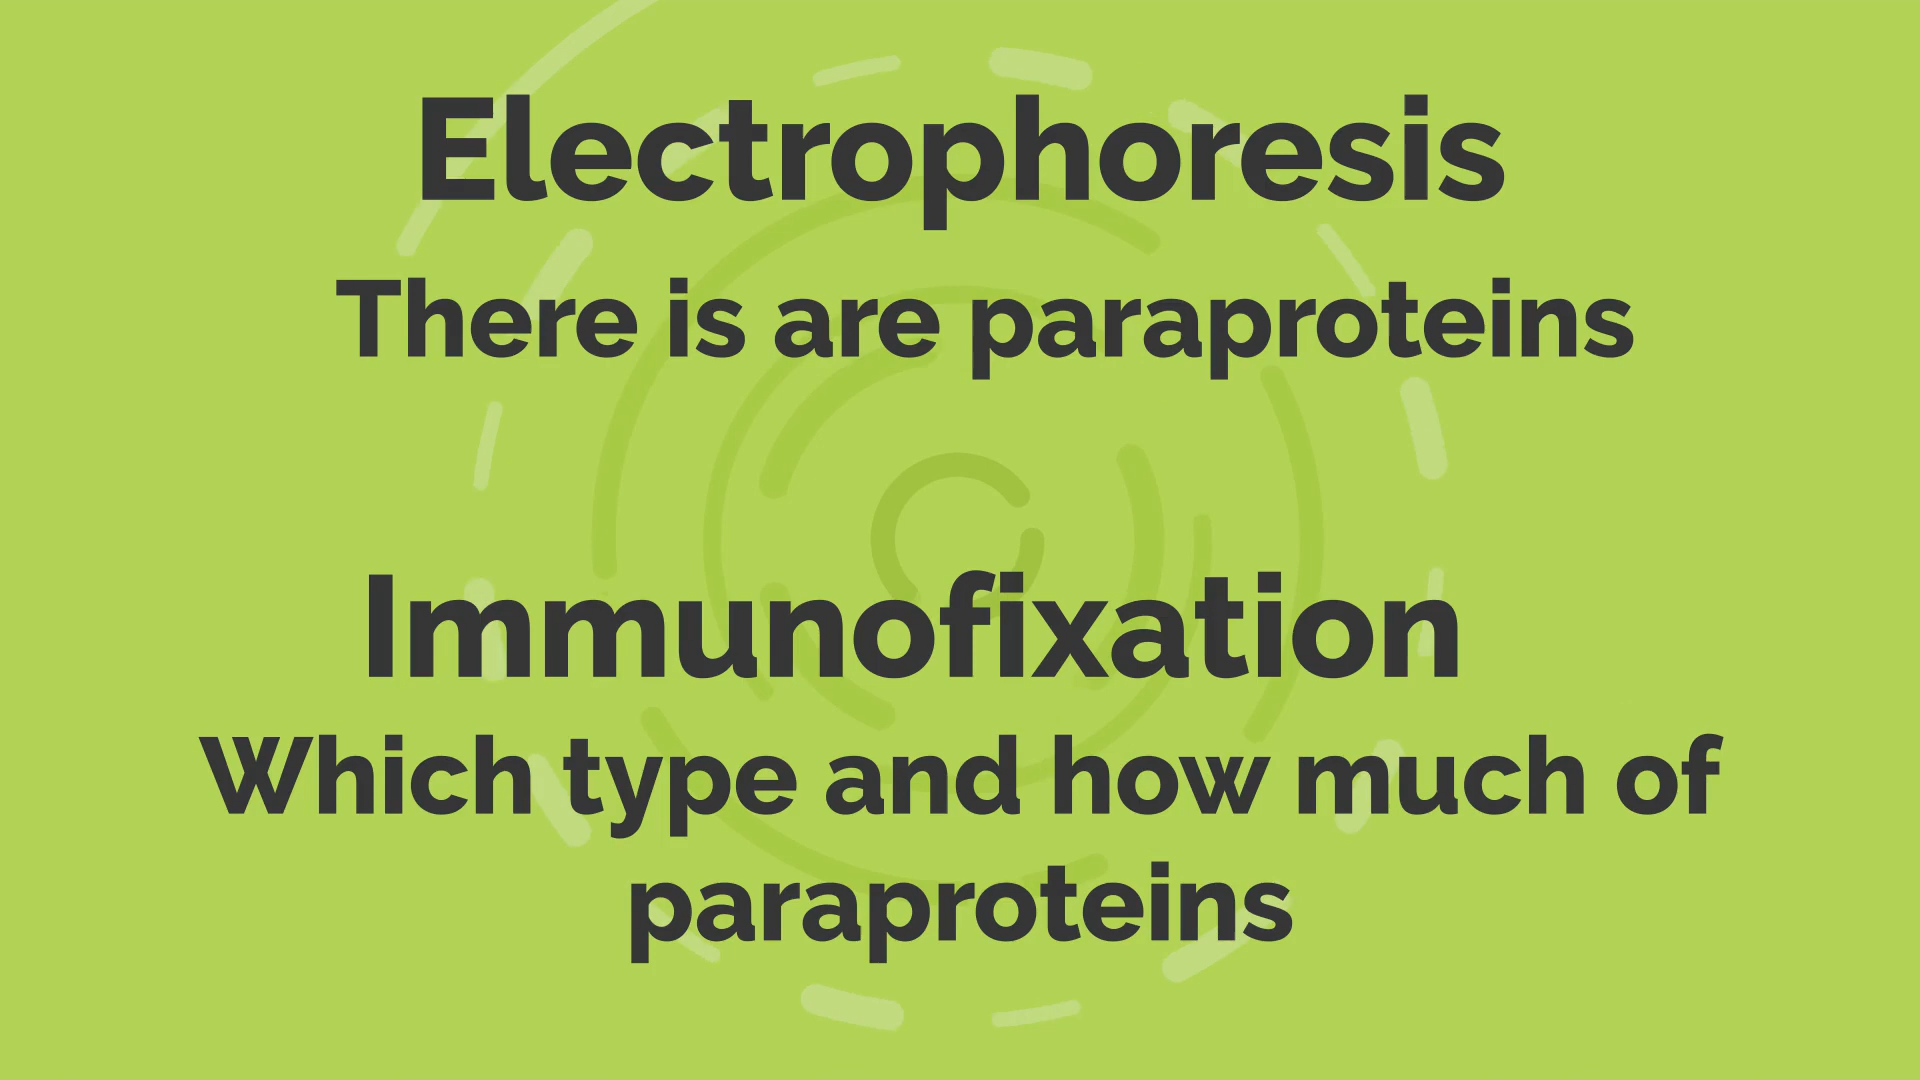 Electrophoresis
There is are paraproteins
Immunofixation
Which type and how much of
paraproteins